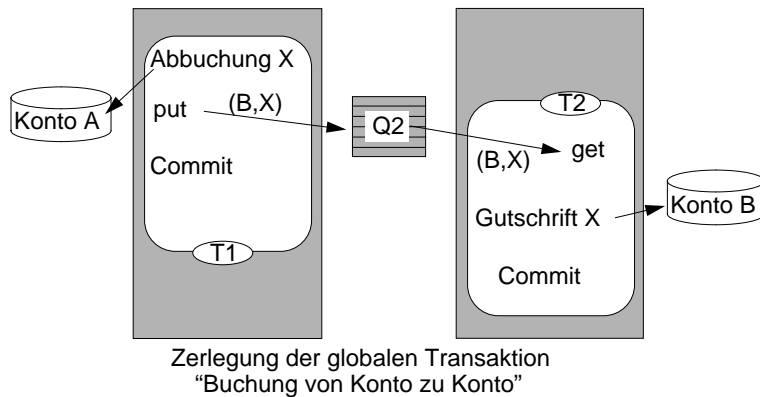 Abbuchung X
Konto A
put (B,X)
Commit
T1
Q2
T2
(B,X) get
Gutschrift X
Konto B
Commit
Zerlegung der globalen Transaktion
“Buchung von Konto zu Konto”